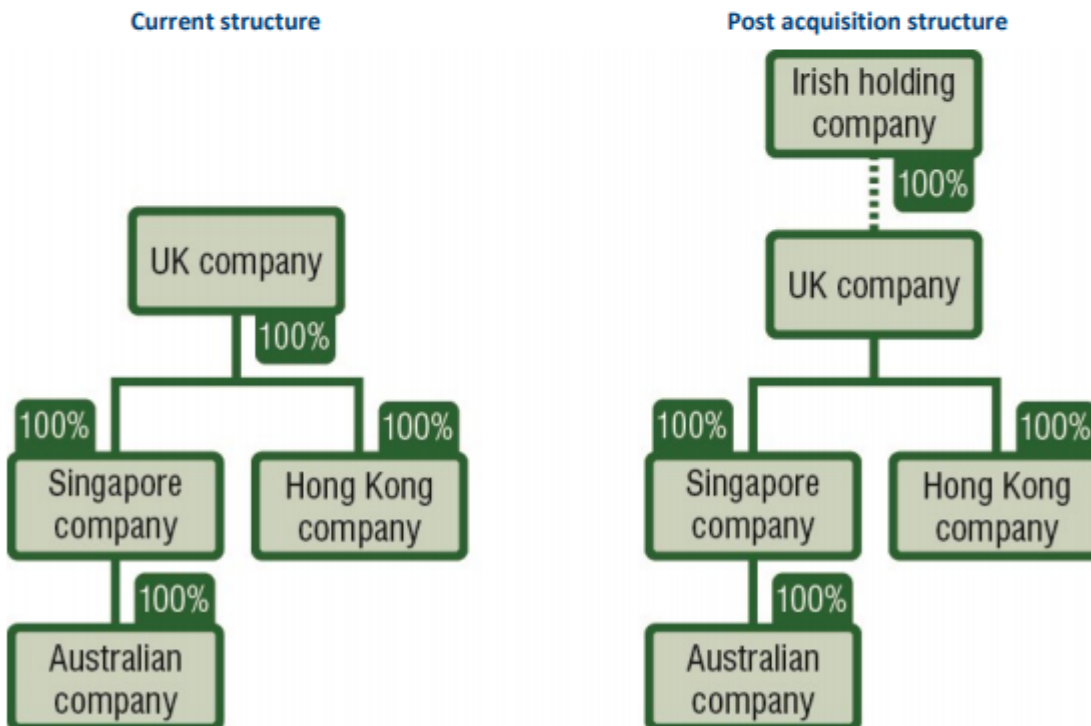 Current structure
UK company
100%
100%
100%
Singapore
company
Hong Kong
company
100%
Australian
company
Post acquisition structure
Irish holding
company
100%
UK company
100%
100%
Singapore
company
Hong Kong
company
100%
Australian
company